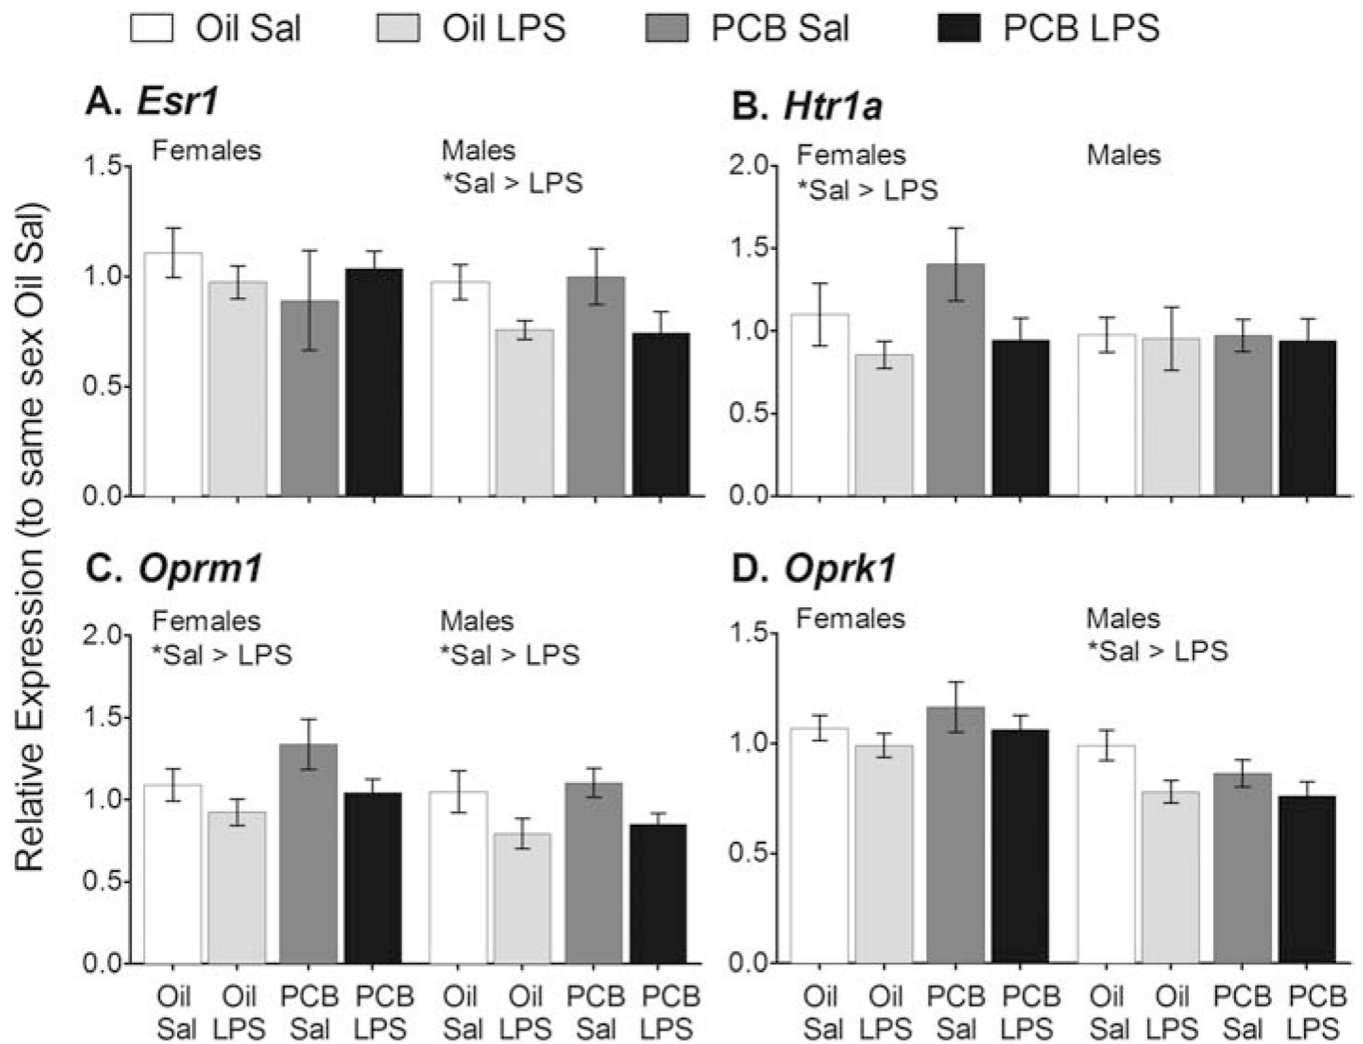 Oil Sal Oil LPS PCB Sal PCB LPS
Relative Expression (to same sex Oil Sal)
A. Esr1
Females
Males
*Sal > LPS
1.5
1.0
0.5
0.0
B. Htr1a
Females
*Sal > LPS
Males
2.0
1.5
1.0
0.5
0.0
C. Oprm1
Females
*Sal > LPS
Males
*Sal > LPS
2.0
1.5
1.0
0.5
0.0
Oil Oil PCB PCB Oil Oil PCB PCB
Sal LPS Sal LPS Sal LPS Sal LPS
D. Oprk1
Females
Males
*Sal > LPS
1.5
1.0
0.5
0.0
Oil Oil PCB PCB Oil Oil PCB PCB
Sal LPS Sal LPS Sal LPS Sal LPS